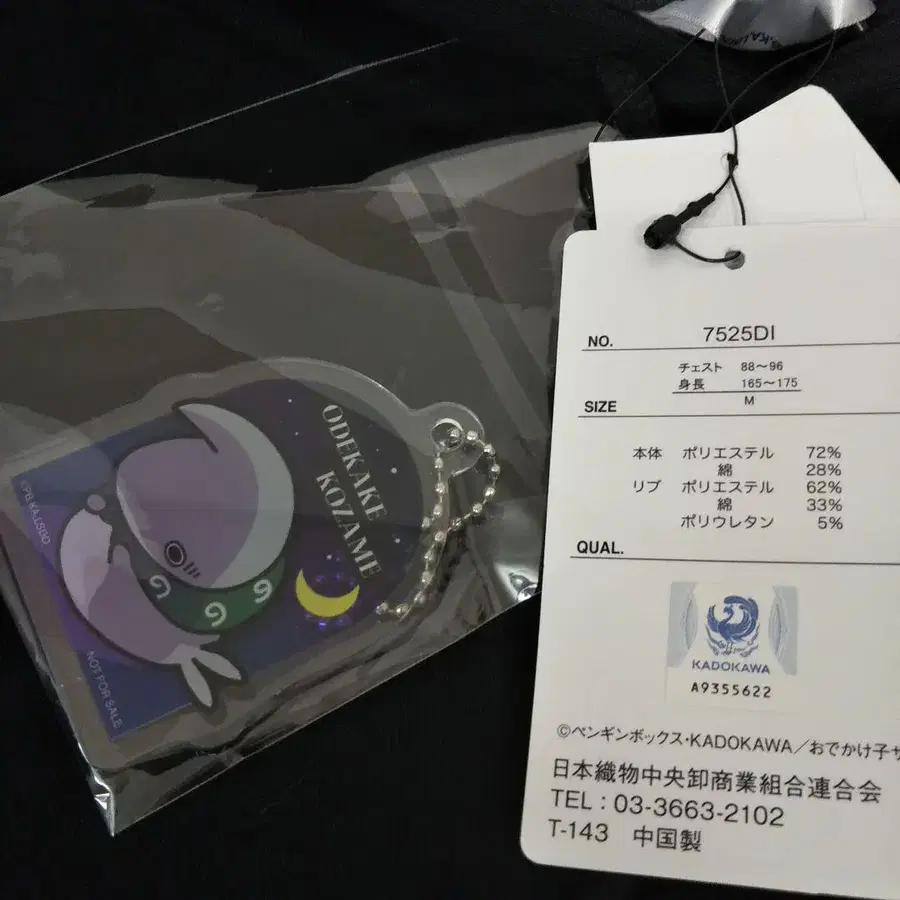 ODEKAKE
KOZAME
©PB,KA,OSDO
NOT FOR SALE
NO. 7525DI
チェスト 88～96
身長 165～175
SIZE M
本体 ポリエステル 72%
綿 28%
リブ ポリエステル 62%
綿 33%
ポリウレタン 5%
QUAL.
KADOKAWA
A9355622
©ペンギンボックス・KADOKAWA／おでかけ子サ
日本織物中央卸商業組合連合会
TEL：03-3663-2102
T-143 中国製